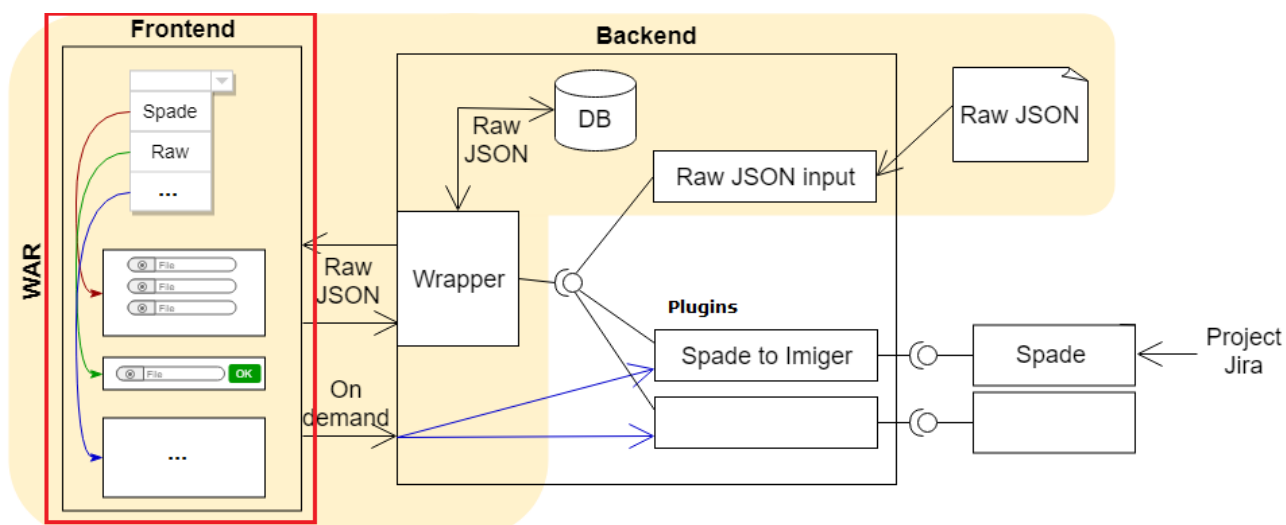 Frontend
Backend
WAR
Spade
Raw
...
File
File
File
File
OK
...
Raw
JSON
On
demand
Wrapper
Raw
JSON
DB
Raw JSON input
Raw JSON
Plugins
Spade to Imiger
Spade
Project
Jira